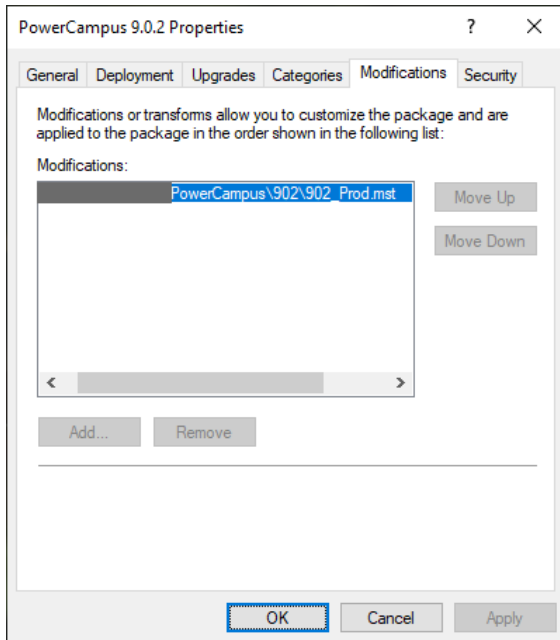 PowerCampus 9.0.2 Properties
?
General Deployment Upgrades Categories Modifications Security
Modifications or transforms allow you to customize the package and are
applied to the package in the order shown in the following list:
Modifications:
PowerCampus\902\902_Prod.mst
Move Up
Move Down
Add... Remove
OK Cancel Apply